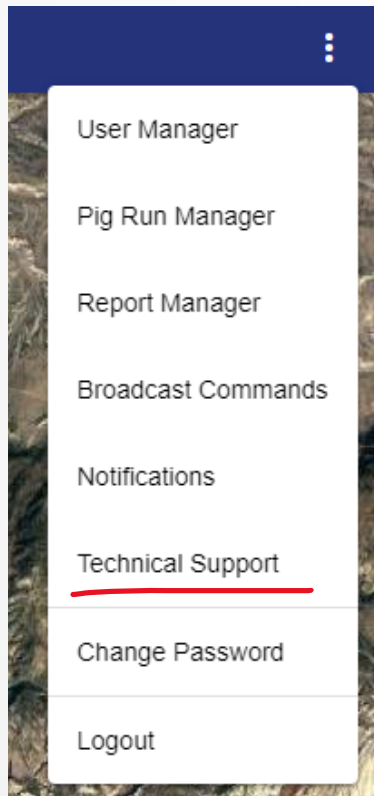 User Manager
Pig Run Manager
Report Manager
Broadcast Commands
Notifications
Technical Support
Change Password
Logout